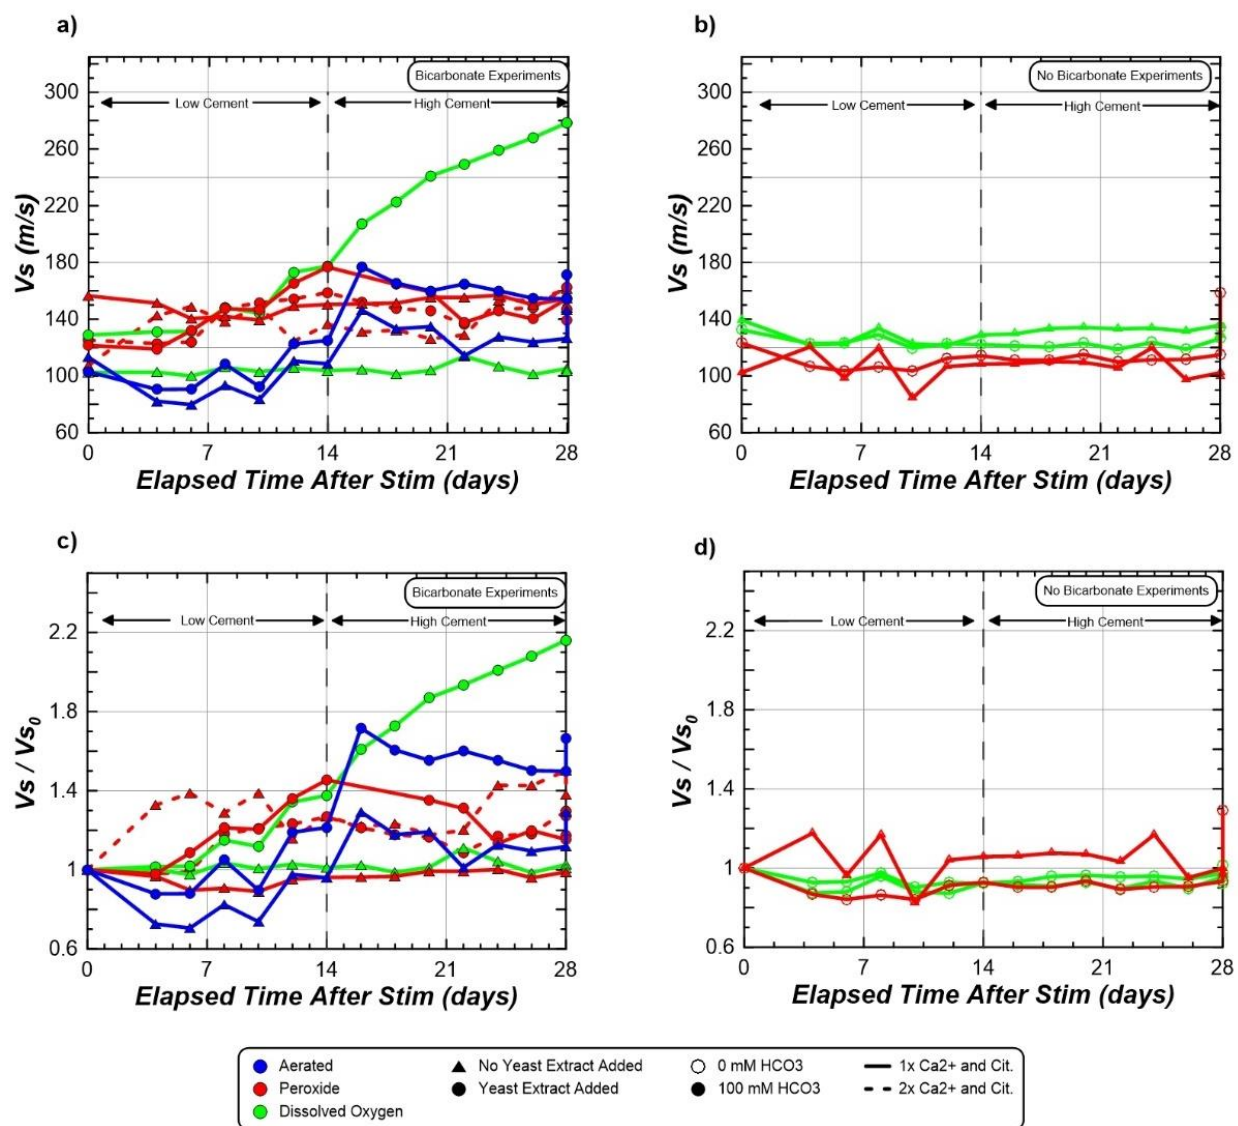 a)
Bicarbonate Experiments
Low Cement
High Cement
300
260
220
180
140
100
60
Vs (m/s)
0 7 14 21 28
Elapsed Time After Stim (days)
b)
No Bicarbonate Experiments
Low Cement
High Cement
300
260
220
180
140
100
60
Vs (m/s)
0 7 14 21 28
Elapsed Time After Stim (days)
c)
Bicarbonate Experiments
Low Cement
High Cement
2.2
1.8
1.4
1
0.6
Vs / Vs0
0 7 14 21 28
Elapsed Time After Stim (days)
d)
No Bicarbonate Experiments
Low Cement
High Cement
2.2
1.8
1.4
1
0.6
Vs / Vs0
0 7 14 21 28
Elapsed Time After Stim (days)
Aerated
Peroxide
Dissolved Oxygen
No Yeast Extract Added
Yeast Extract Added
0 mM HCO3
100 mM HCO3
1x Ca2+ and Cit.
2x Ca2+ and Cit.